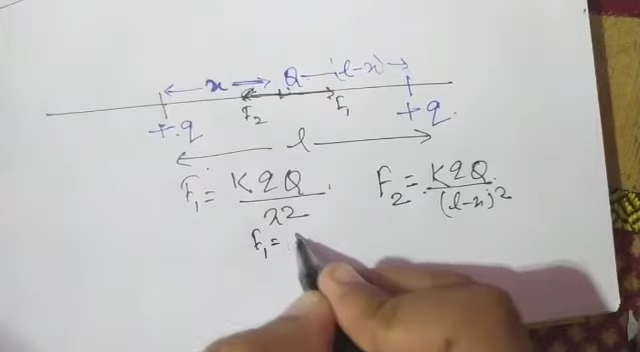 x Q (l-x)
F₂ F₁
+q +q
l
F₁ = KqQ/x² F₂ = KqQ/(l-x)²
F₁ =